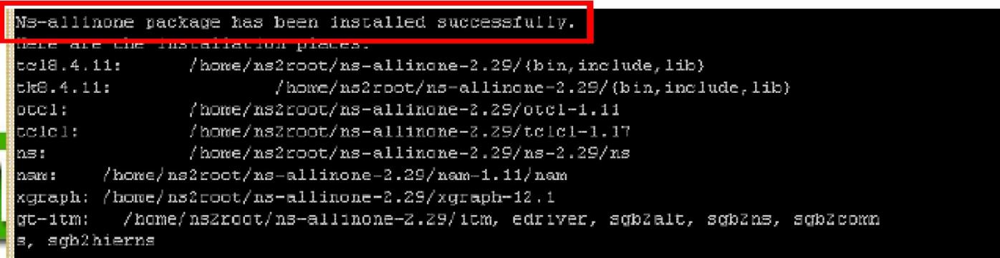 Ns-allinone package has been installed successfully.
Here are the installation places:
tcl8.4.11: /home/ns2root/ns-allinone-2.29/{bin,include,lib}
tk8.4.11: /home/ns2root/ns-allinone-2.29/{bin,include,lib}
otcl: /home/ns2root/ns-allinone-2.29/otcl-1.11
tclcl: /home/ns2root/ns-allinone-2.29/tclcl-1.17
ns: /home/ns2root/ns-allinone-2.29/ns-2.29/ns
nam: /home/ns2root/ns-allinone-2.29/nam-1.11/nam
xgraph: /home/ns2root/ns-allinone-2.29/xgraph-12.1
gt-itm: /home/ns2root/ns-allinone-2.29/itm, edriver, sgb2alt, sgb2ns, sgb2comn
s, sgb2hierns